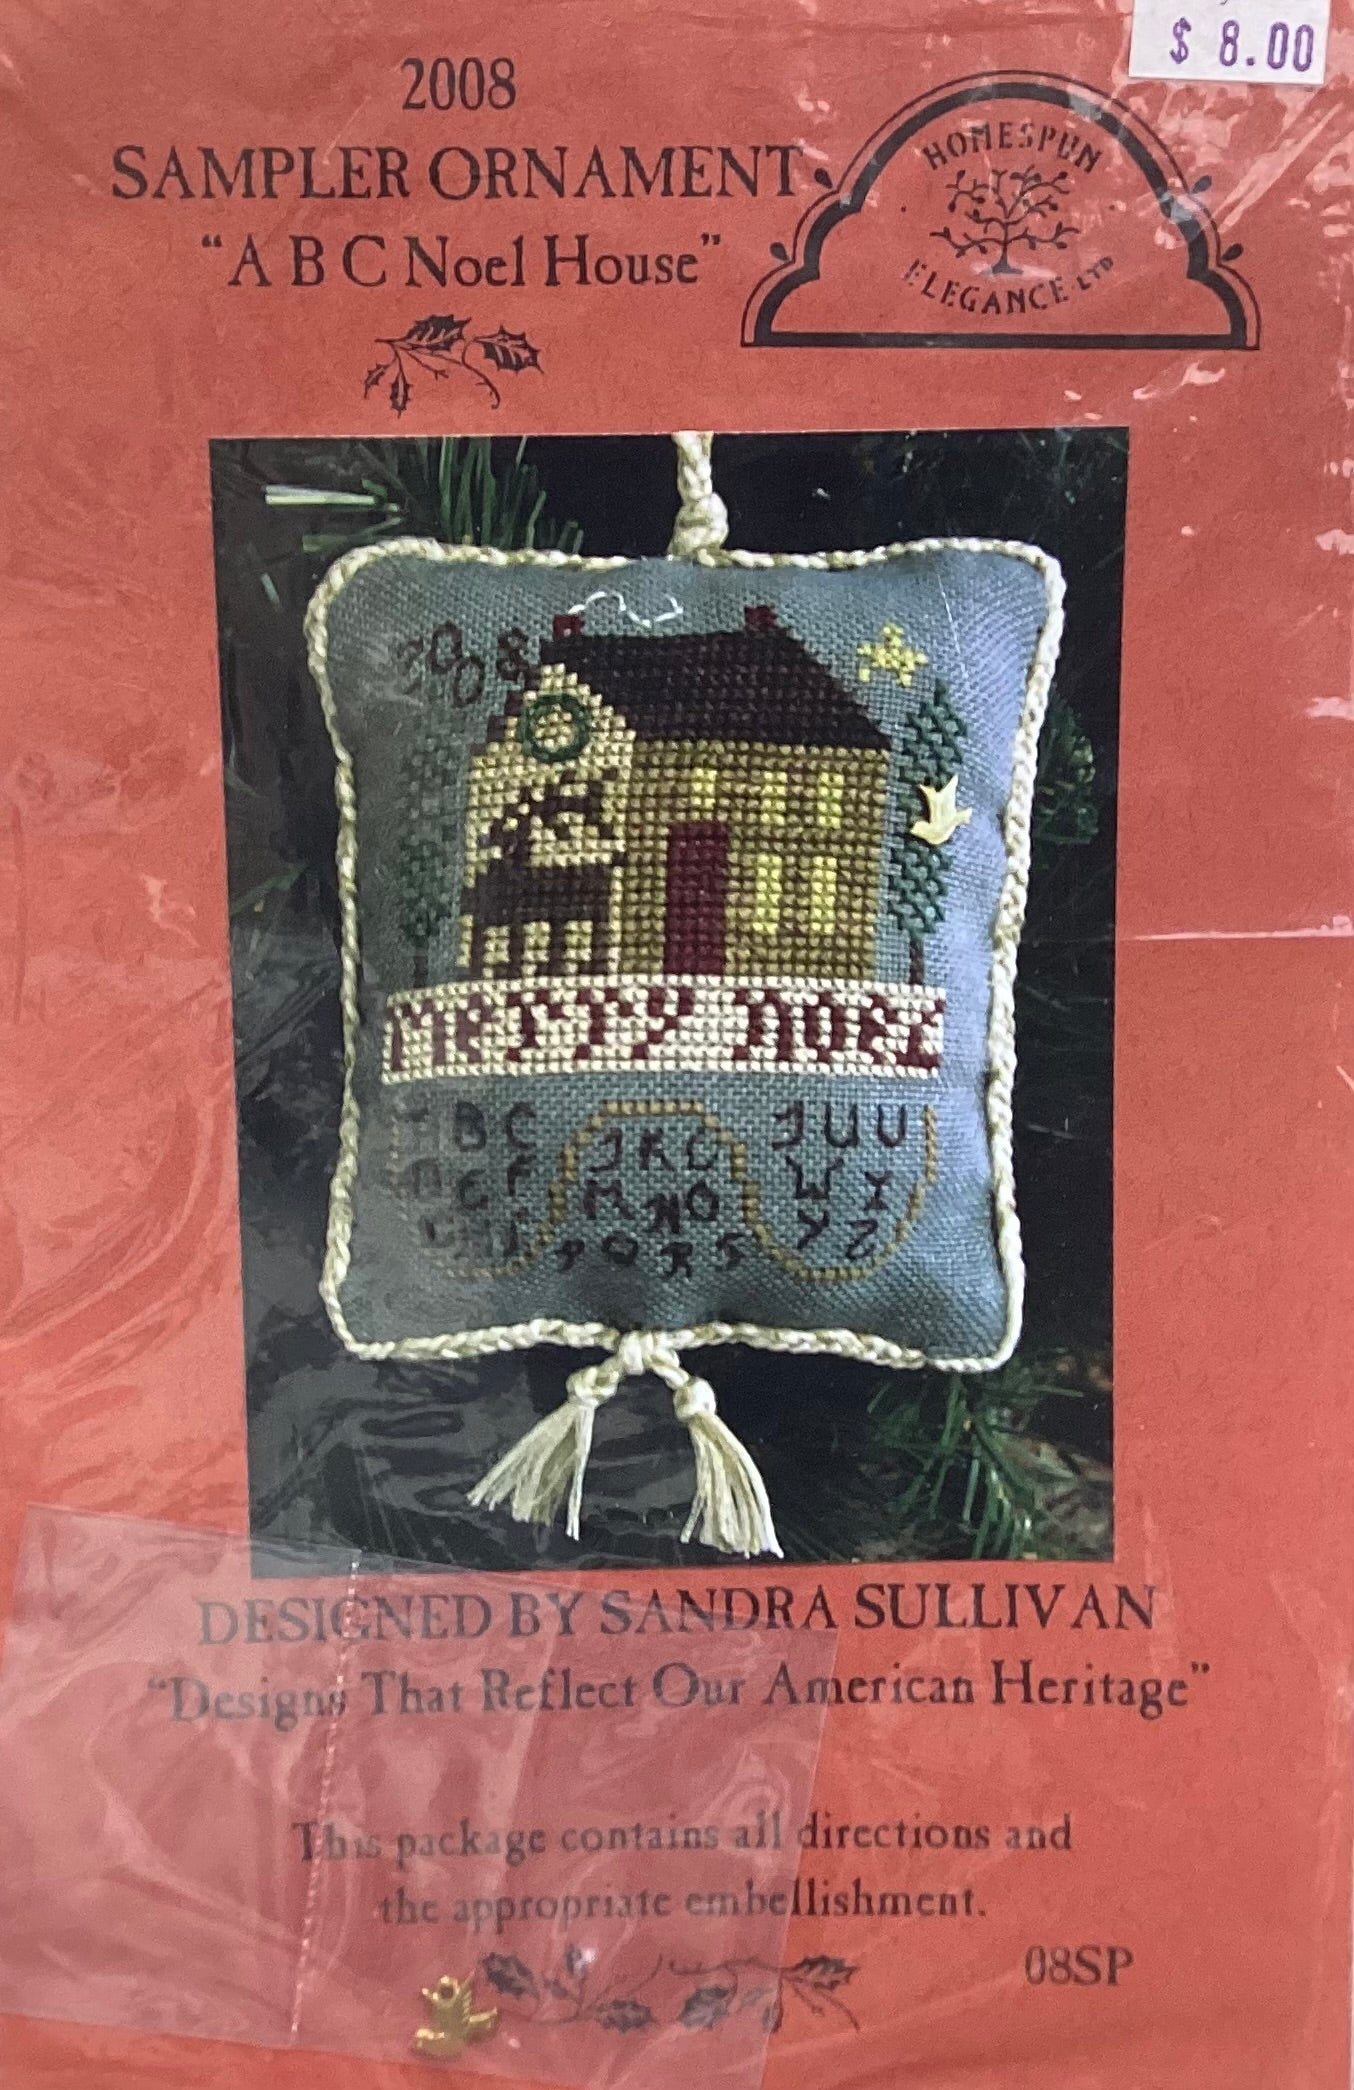 $ 8.00
2008
SAMPLER ORNAMENT
"A B C Noel House"
HOMESPUN
ELEGANCE LTD
2008
MERRY NOEL
B C
J K L
T U V
M N O
W X
P Q R S
Y Z
DESIGNED BY SANDRA SULLIVAN
"Designs That Reflect Our American Heritage"
This package contains all directions and
the appropriate embellishment.
08SP